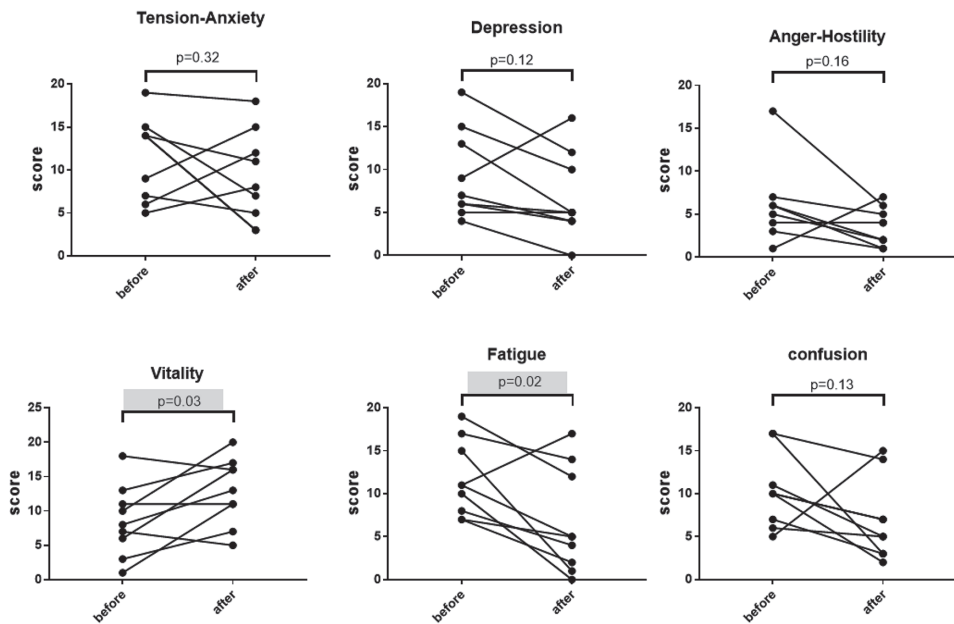 Tension-Anxiety
p=0.32
20
15
10
5
0
score
before
after
Depression
p=0.12
20
15
10
5
0
score
before
after
Anger-Hostility
p=0.16
20
15
10
5
0
score
before
after
Vitality
p=0.03
25
20
15
10
5
0
score
before
after
Fatigue
p=0.02
20
15
10
5
0
score
before
after
confusion
p=0.13
20
15
10
5
0
score
before
after